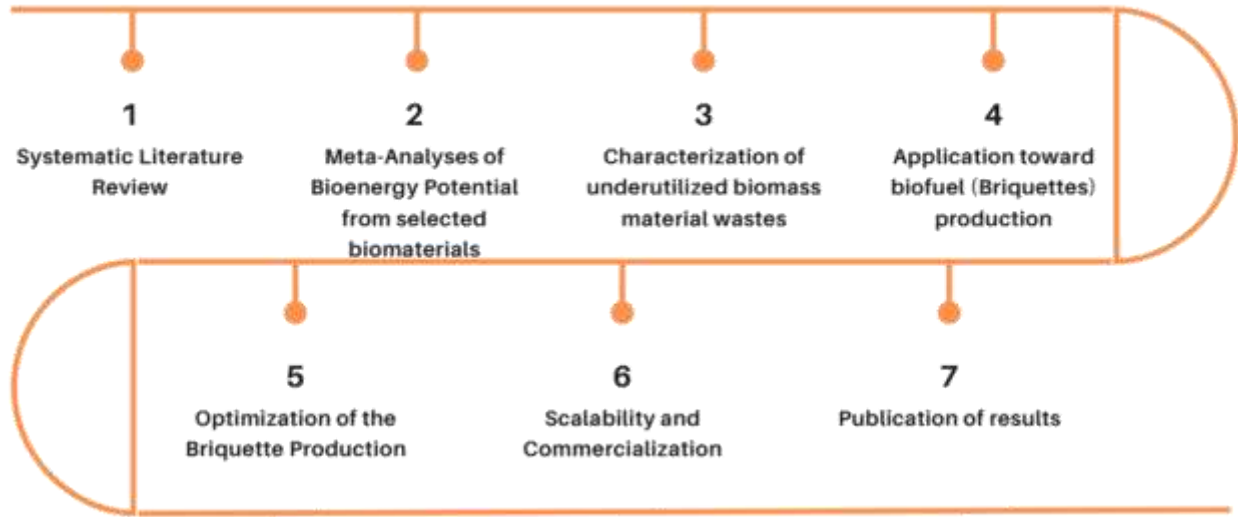 1
Systematic Literature
Review
2
Meta-Analyses of
Bioenergy Potential
from selected
biomaterials
3
Characterization of
underutilized biomass
material wastes
4
Application toward
biofuel (Briquettes)
production
5
Optimization of the
Briquette Production
6
Scalability and
Commercialization
7
Publication of results